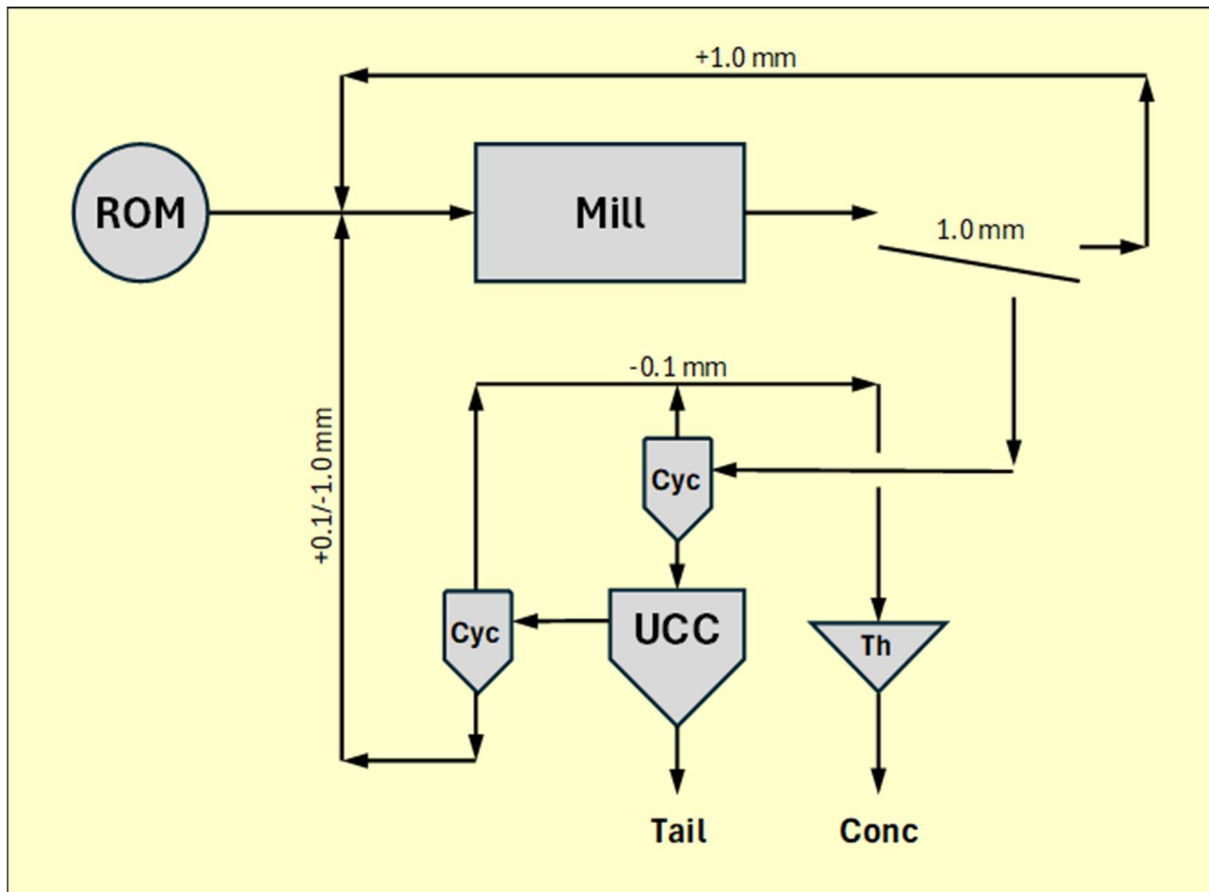 +1.0 mm
ROM
Mill
1.0 mm
-0.1 mm
+0.1/-1.0 mm
Cyc
Cyc
UCC
Th
Tail
Conc